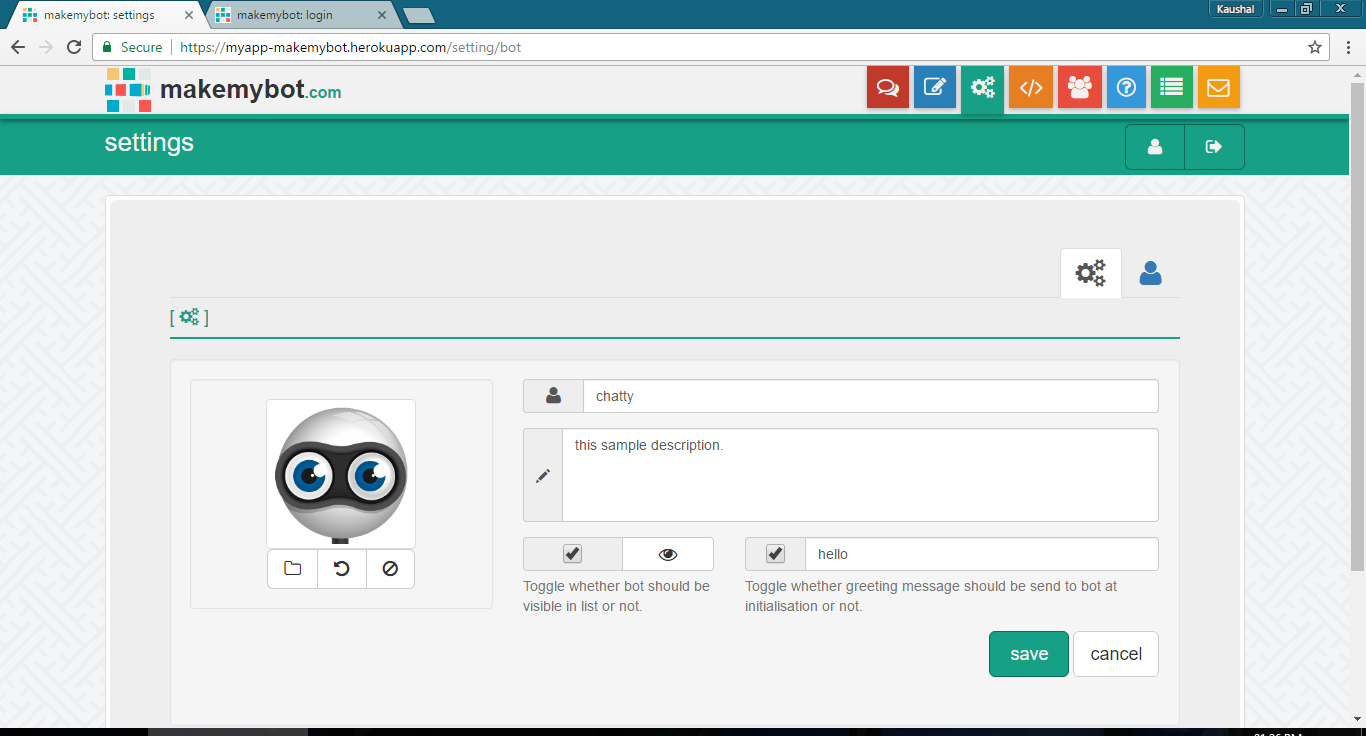 makemybot: settings
makemybot: login
Kaushal
Secure
https://myapp-makemybot.herokuapp.com/setting/bot
makemybot.com
settings
[ ]
chatty
this sample description.
hello
Toggle whether bot should be
visible in list or not.
Toggle whether greeting message should be send to bot at
initialisation or not.
save
cancel